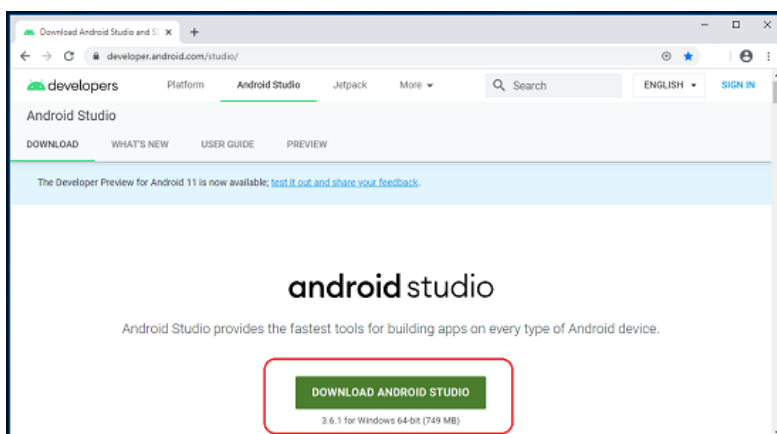 Download Android Studio and S
developer.android.com/studio/
developers Platform Android Studio Jetpack More Search ENGLISH SIGN IN
Android Studio
DOWNLOAD WHAT'S NEW USER GUIDE PREVIEW
The Developer Preview for Android 11 is now available; test it out and share your feedback.
android studio
Android Studio provides the fastest tools for building apps on every type of Android device.
DOWNLOAD ANDROID STUDIO
3.6.1 for Windows 64-bit (749 MB)